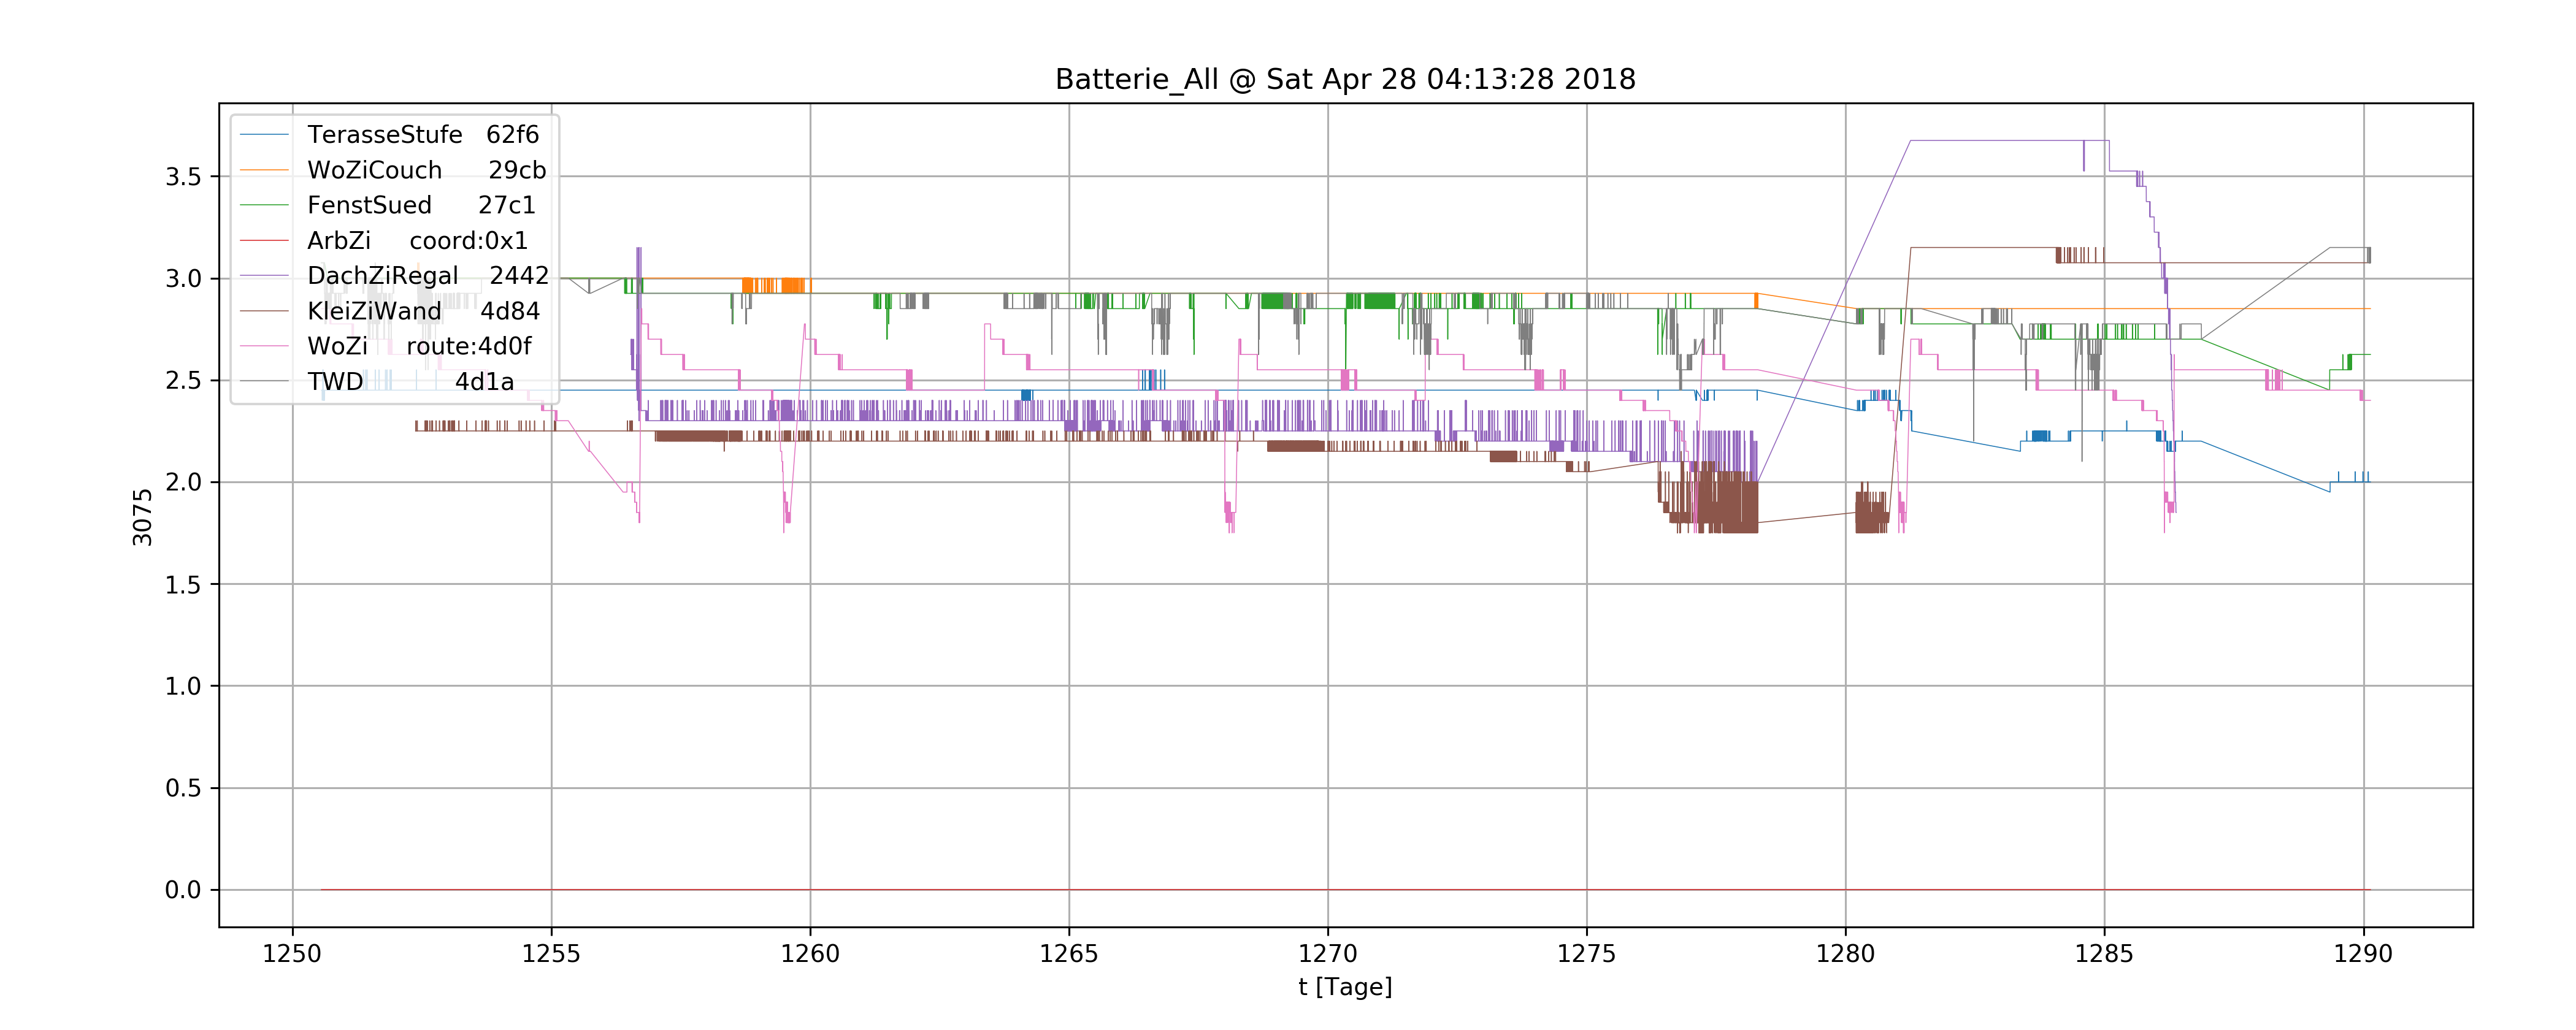 Batterie_All @ Sat Apr 28 04:13:28 2018
TerasseStufe 62f6
WoZiCouch 29cb
FenstSued 27c1
ArbZi coord:0x1
DachZiRegal 2442
KleiZiWand 4d84
WoZi route:4d0f
TWD 4d1a
3.5
3.0
2.5
2.0
1.5
1.0
0.5
0.0
3075
1250 1255 1260 1265 1270 1275 1280 1285 1290
t [Tage]